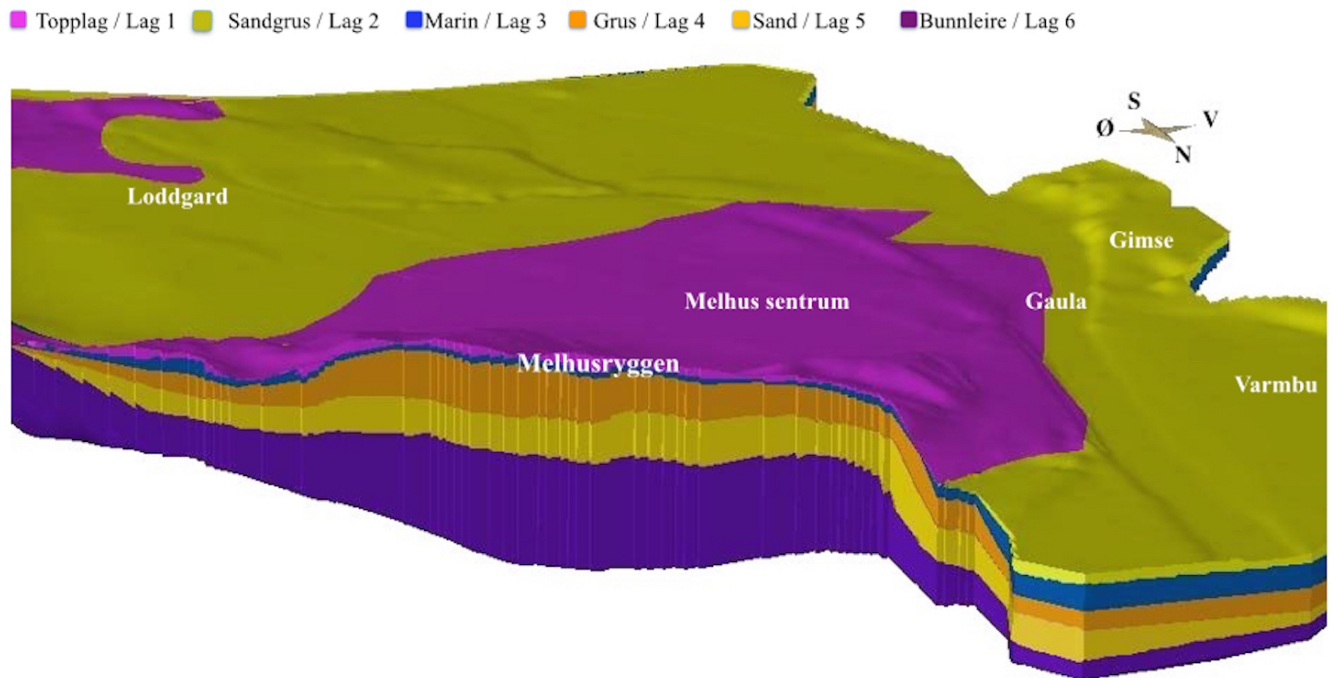 Topplag / Lag 1 Sandgrus / Lag 2 Marin / Lag 3 Grus / Lag 4 Sand / Lag 5 Bunnleire / Lag 6
S
Ø V
N
Loddgard
Gimse
Melhus sentrum Gaula
Melhusryggen
Varmbu